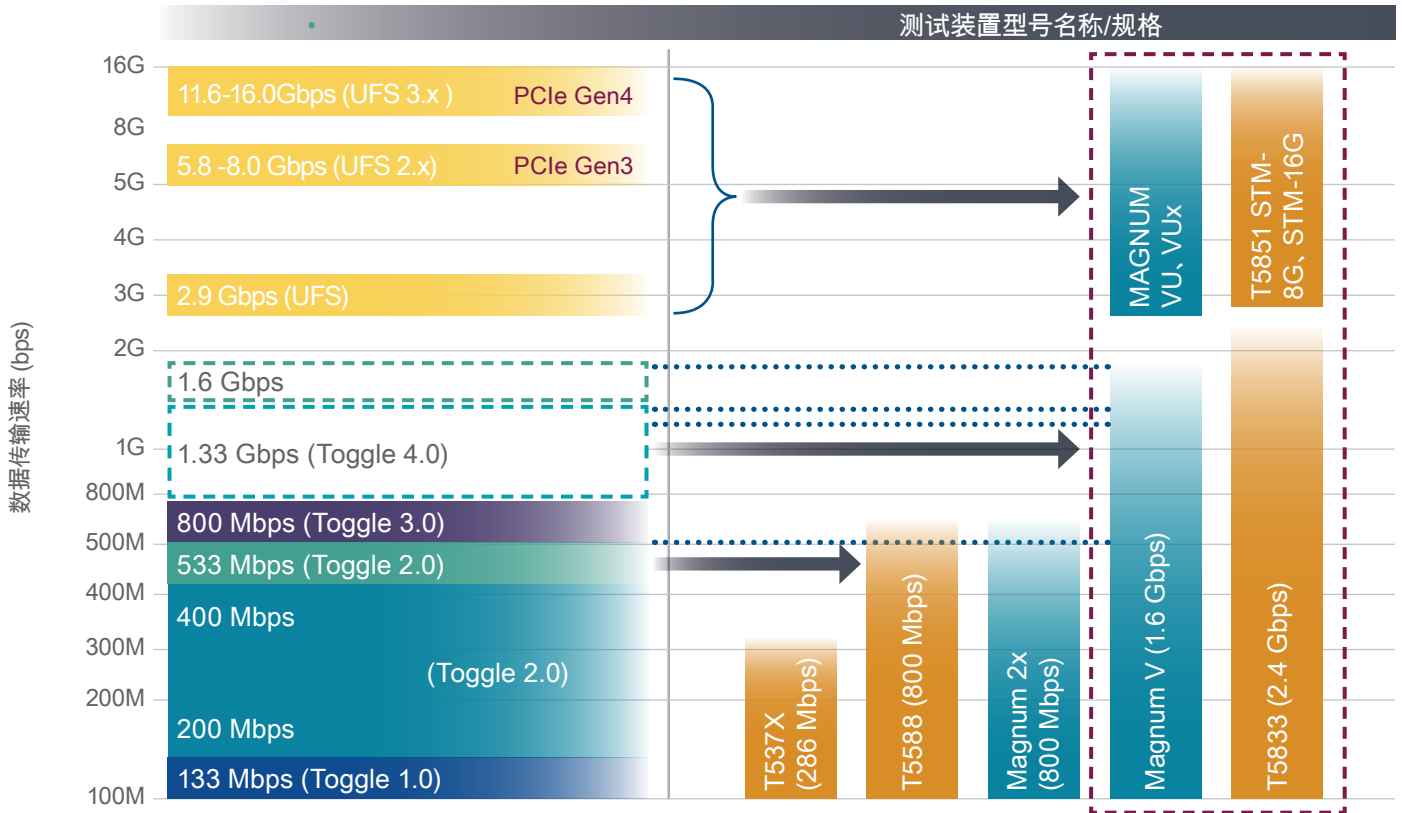 测试装置型号名称/规格
数据传输速率 (bps)
16G
8G
5G
4G
3G
2G
1G
800M
500M
400M
300M
200M
100M
11.6-16.0Gbps (UFS 3.x )
PCIe Gen4
5.8 -8.0 Gbps (UFS 2.x)
PCIe Gen3
2.9 Gbps (UFS)
1.6 Gbps
1.33 Gbps (Toggle 4.0)
800 Mbps (Toggle 3.0)
533 Mbps (Toggle 2.0)
400 Mbps
(Toggle 2.0)
200 Mbps
133 Mbps (Toggle 1.0)
T537X
(286 Mbps)
T5588 (800 Mbps)
Magnum 2x
(800 Mbps)
MAGNUM
VU、VUx
Magnum V (1.6 Gbps)
T5851 STM-
8G、STM-16G
T5833 (2.4 Gbps)